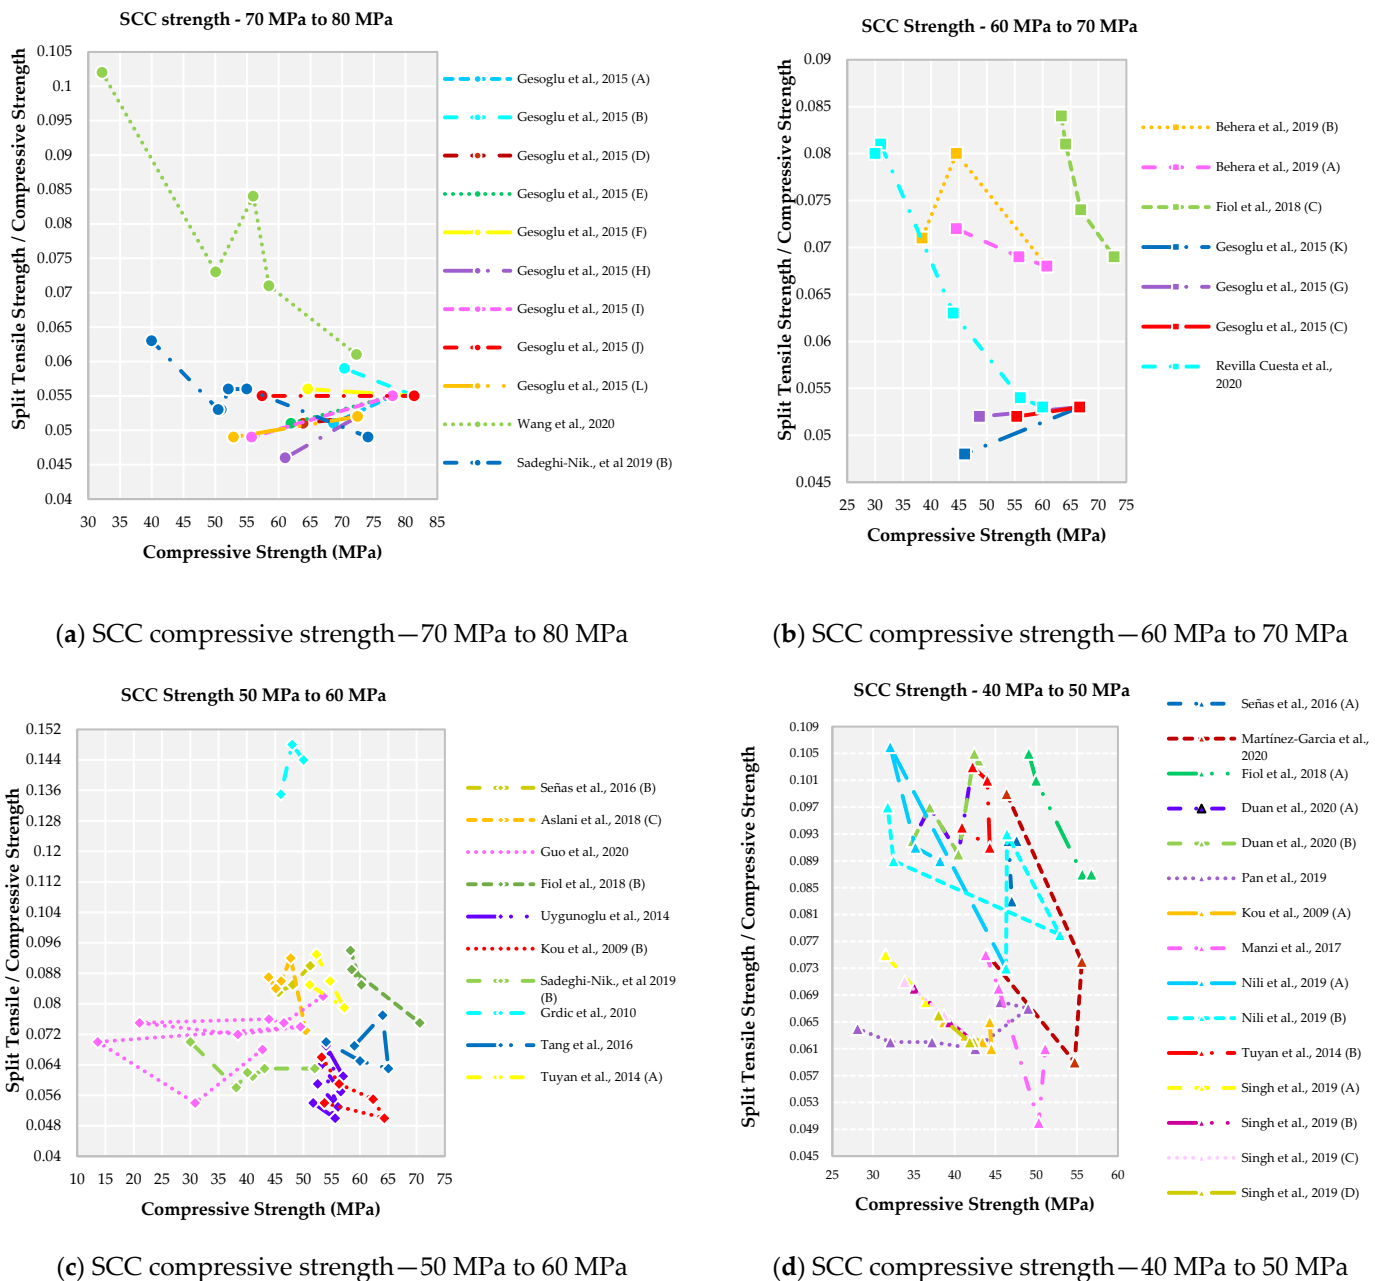 SCC strength - 70 MPa to 80 MPa
Split Tensile Strength / Compressive Strength
0.105
0.1
0.095
0.09
0.085
0.08
0.075
0.07
0.065
0.06
0.055
0.05
0.045
0.04
30 35 40 45 50 55 60 65 70 75 80 85
Compressive Strength (MPa)
Gesoglu et al., 2015 (A)
Gesoglu et al., 2015 (B)
Gesoglu et al., 2015 (D)
Gesoglu et al., 2015 (E)
Gesoglu et al., 2015 (F)
Gesoglu et al., 2015 (H)
Gesoglu et al., 2015 (I)
Gesoglu et al., 2015 (J)
Gesoglu et al., 2015 (L)
Wang et al., 2020
Sadeghi-Nik., et al 2019 (B)
(a) SCC compressive strength—70 MPa to 80 MPa
SCC Strength - 60 MPa to 70 MPa
Split Tensile Strength / Compressive Strength
0.09
0.085
0.08
0.075
0.07
0.065
0.06
0.055
0.05
0.045
25 30 35 40 45 50 55 60 65 70 75
Compressive Strength (MPa)
Behera et al., 2019 (B)
Behera et al., 2019 (A)
Fiol et al., 2018 (C)
Gesoglu et al., 2015 (K)
Gesoglu et al., 2015 (G)
Gesoglu et al., 2015 (C)
Revilla Cuesta et al.,
2020
(b) SCC compressive strength—60 MPa to 70 MPa
SCC Strength 50 MPa to 60 MPa
Split Tensile / Compressive Strength
0.152
0.144
0.136
0.128
0.12
0.112
0.104
0.096
0.088
0.08
0.072
0.064
0.056
0.048
0.04
10 15 20 25 30 35 40 45 50 55 60 65 70 75
Compressive Strength (MPa)
Señas et al., 2016 (B)
Aslani et al., 2018 (C)
Guo et al., 2020
Fiol et al., 2018 (B)
Uygunoglu et al., 2014
Kou et al., 2009 (B)
Sadeghi-Nik., et al 2019
(B)
Grdic et al., 2010
Tang et al., 2016
Tuyan et al., 2014 (A)
(c) SCC compressive strength—50 MPa to 60 MPa
SCC Strength - 40 MPa to 50 MPa
Split Tensile Strength / Compressive Strength
0.109
0.105
0.101
0.097
0.093
0.089
0.085
0.081
0.077
0.073
0.069
0.065
0.061
0.057
0.053
0.049
0.045
25 30 35 40 45 50 55 60
Compressive Strength (MPa)
Señas et al., 2016 (A)
Martínez-Garcia et al.,
2020
Fiol et al., 2018 (A)
Duan et al., 2020 (A)
Duan et al., 2020 (B)
Pan et al., 2019
Kou et al., 2009 (A)
Manzi et al., 2017
Nili et al., 2019 (A)
Nili et al., 2019 (B)
Tuyan et al., 2014 (B)
Singh et al., 2019 (A)
Singh et al., 2019 (B)
Singh et al., 2019 (C)
Singh et al., 2019 (D)
(d) SCC compressive strength—40 MPa to 50 MPa